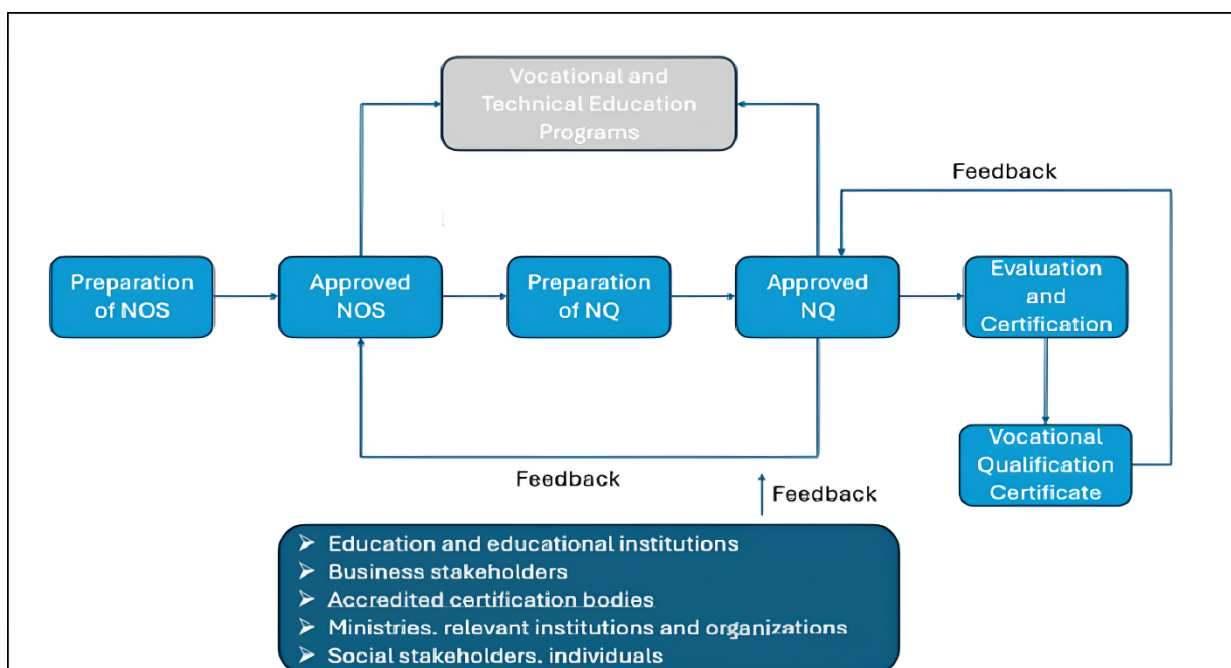 Vocational and
Technical Education
Programs
Feedback
Preparation
of NOS
Approved
NOS
Preparation
of NQ
Approved
NQ
Evaluation
and
Certification
Vocational
Qualification
Certificate
Feedback
Feedback
➢ Education and educational institutions
➢ Business stakeholders
➢ Accredited certification bodies
➢ Ministries. relevant institutions and organizations
➢ Social stakeholders. individuals